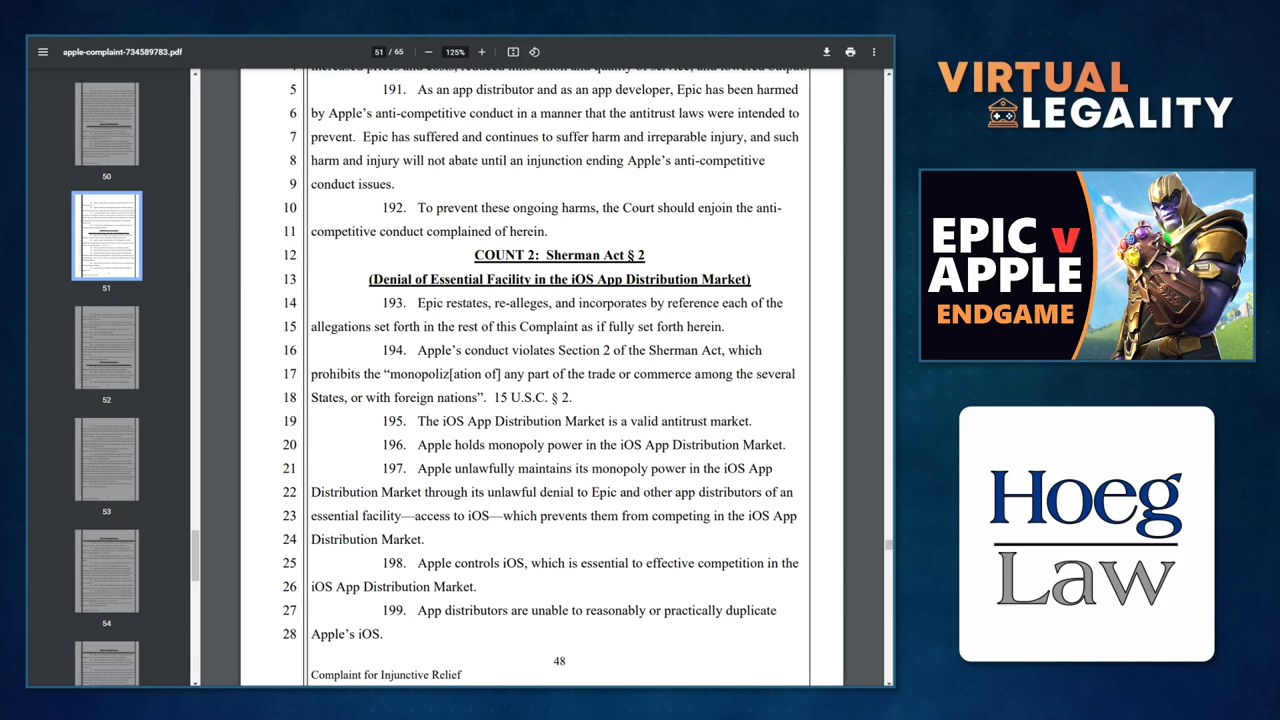 apple-complaint-734589783.pdf
51 / 65
125%
50
51
52
53
54
5 191. As an app distributor and as an app developer, Epic has been harmed
6 by Apple's anti-competitive conduct in a manner that the antitrust laws were intended to
7 prevent. Epic has suffered and continues to suffer harm and irreparable injury, and such
8 harm and injury will not abate until an injunction ending Apple's anti-competitive
9 conduct issues.
10 192. To prevent these ongoing harms, the Court should enjoin the anti-
11 competitive conduct complained of herein.
12 COUNT 2: Sherman Act § 2
13 (Denial of Essential Facility in the iOS App Distribution Market)
14 193. Epic restates, re-alleges, and incorporates by reference each of the
15 allegations set forth in the rest of this Complaint as if fully set forth herein.
16 194. Apple's conduct violates Section 2 of the Sherman Act, which
17 prohibits the “monopoliz[ation of] any part of the trade or commerce among the several
18 States, or with foreign nations”. 15 U.S.C. § 2.
19 195. The iOS App Distribution Market is a valid antitrust market.
20 196. Apple holds monopoly power in the iOS App Distribution Market.
21 197. Apple unlawfully maintains its monopoly power in the iOS App
22 Distribution Market through its unlawful denial to Epic and other app distributors of an
23 essential facility—access to iOS—which prevents them from competing in the iOS App
24 Distribution Market.
25 198. Apple controls iOS, which is essential to effective competition in the
26 iOS App Distribution Market.
27 199. App distributors are unable to reasonably or practically duplicate
28 Apple's iOS.
48
Complaint for Injunctive Relief
VIRTUAL
LEGALITY
EPIC v
APPLE
ENDGAME
Hoeg
Law